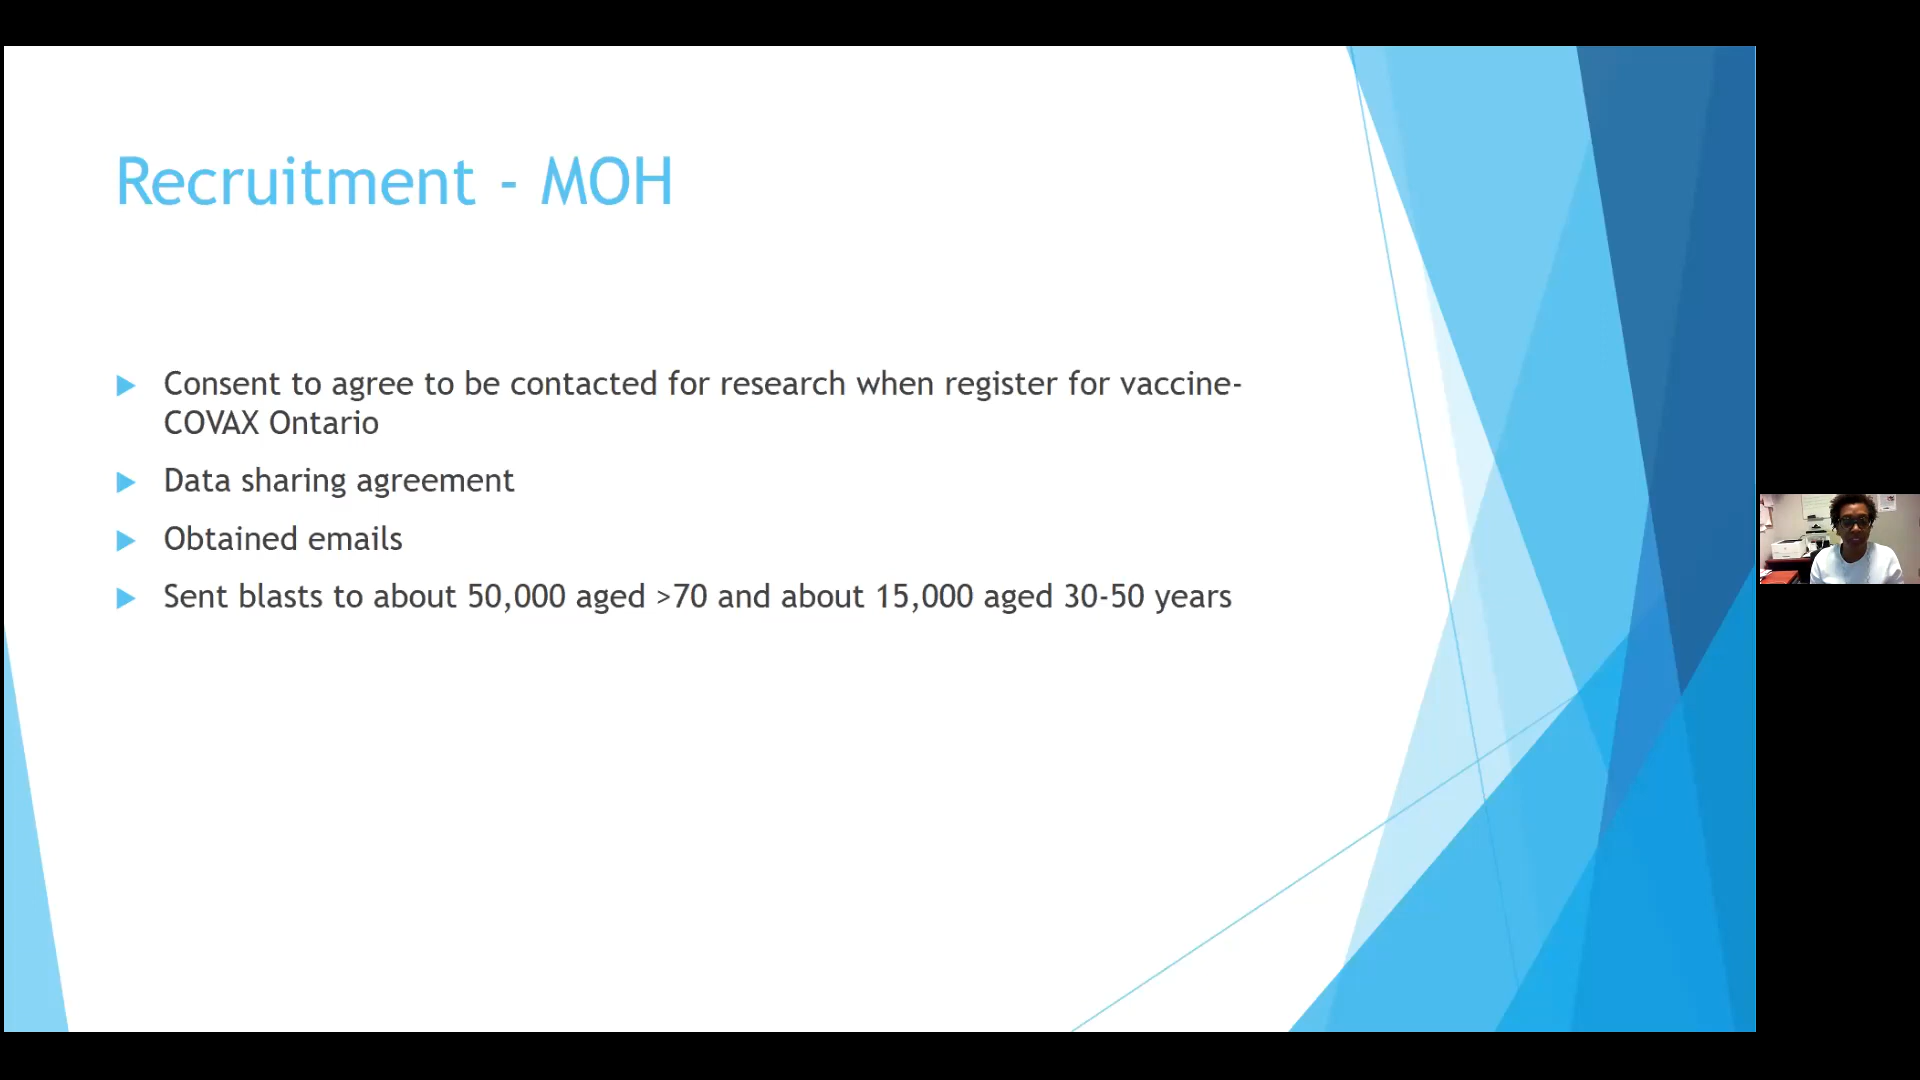 Recruitment - MOH
Consent to agree to be contacted for research when register for vaccine-
COVAX Ontario
Data sharing agreement
Obtained emails
Sent blasts to about 50,000 aged >70 and about 15,000 aged 30-50 years